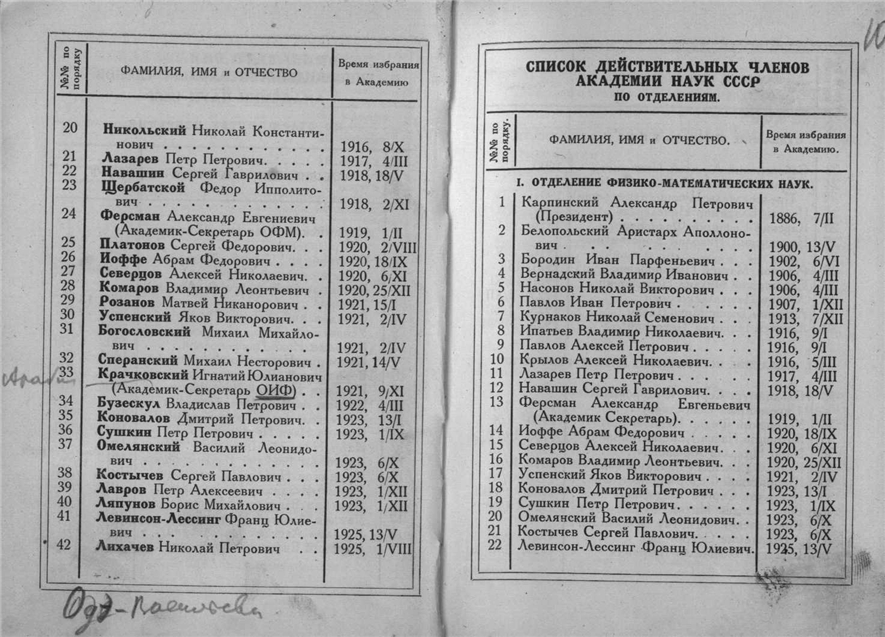 №№ по порядку
ФАМИЛИЯ, ИМЯ и ОТЧЕСТВО
Время избрания в Академию
20 Никольский Николай Константи-
нович . . . . . . . . . . . . 1916, 8/X
21 Лазарев Петр Петрович. . . . . 1917, 4/III
22 Навашин Сергей Гаврилович . . 1918, 18/V
23 Щербатской Федор Ипполито-
вич . . . . . . . . . . . . . 1918, 2/XI
24 Ферсман Александр Евгениевич
(Академик-Секретарь ОФМ). . 1919, 1/II
25 Платонов Сергей Федорович. . . 1920, 2/VIII
26 Иоффе Абрам Федорович . . . . 1920, 18/IX
27 Северцов Алексей Николаевич. . 1920, 6/XI
28 Комаров Владимир Леонтьевич . 1920, 25/XII
29 Розанов Матвей Никанорович . . 1921, 15/I
30 Успенский Яков Викторович. . . 1921, 2/IV
31 Богословский Михаил Михайло-
вич . . . . . . . . . . . . . 1921, 2/IV
32 Сперанский Михаил Несторович . 1921, 14/V
33 Крачковский Игнатий Юлианович
(Академик-Секретарь ОИФ) . . 1921, 9/XI
34 Бузескул Владислав Петрович . . 1922, 4/III
35 Коновалов Дмитрий Петрович. . 1923, 13/I
36 Сушкин Петр Петрович . . . . . 1923, 1/IX
37 Омелянский Василий Леонидо-
вич . . . . . . . . . . . . . 1923, 6/X
38 Костычев Сергей Павлович . . . 1923, 6/X
39 Лавров Петр Алексеевич . . . . 1923, 1/XII
40 Ляпунов Борис Михайлович . . . 1923, 1/XII
41 Левинсон-Лессинг Франц Юлие-
вич . . . . . . . . . . . . . 1925, 13/V
42 Лихачев Николай Петрович . . 1925, 1/VIII
СПИСОК ДЕЙСТВИТЕЛЬНЫХ ЧЛЕНОВ
АКАДЕМИИ НАУК СССР
ПО ОТДЕЛЕНИЯМ.
№№ по порядку.
ФАМИЛИЯ, ИМЯ и ОТЧЕСТВО.
Время избрания в Академию.
I. ОТДЕЛЕНИЕ ФИЗИКО-МАТЕМАТИЧЕСКИХ НАУК.
1 Карпинский Александр Петрович
(Президент) . . . . . . . . . . 1886, 7/II
2 Белопольский Аристарх Аполлоно-
вич . . . . . . . . . . 1900, 13/V
3 Бородин Иван Парфеньевич . . . 1902, 6/VI
4 Вернадский Владимир Иванович . . 1906, 4/III
5 Насонов Николай Викторович . . . 1906, 4/III
6 Павлов Иван Петрович . . . . . 1907, 1/XII
7 Курнаков Николай Семенович . . . 1913, 7/XII
8 Ипатьев Владимир Николаевич. . . 1916, 9/I
9 Павлов Алексей Петрович . . . . 1916, 9/I
10 Крылов Алексей Николаевич. . . . 1916, 5/III
11 Лазарев Петр Петрович . . . . . 1917, 4/III
12 Навашин Сергей Гаврилович. . . . 1918, 18/V
13 Ферсман Александр Евгеньевич
(Академик Секретарь). . . . . . 1919, 1/II
14 Иоффе Абрам Федорович . . . . . 1920, 18/IX
15 Северцов Алексей Николаевич. . . 1920, 6/XI
16 Комаров Владимир Леонтьевич. . . 1920, 25/XII
17 Успенский Яков Викторович . . . 1921, 2/IV
18 Коновалов Дмитрий Петрович . . . 1923, 13/I
19 Сушкин Петр Петрович. . . . . . 1923, 1/IX
20 Омелянский Василий Леонидович. . 1923, 6/X
21 Костычев Сергей Павлович. . . . 1923, 6/X
22 Левинсон-Лессинг Франц Юлиевич. 1925, 13/V